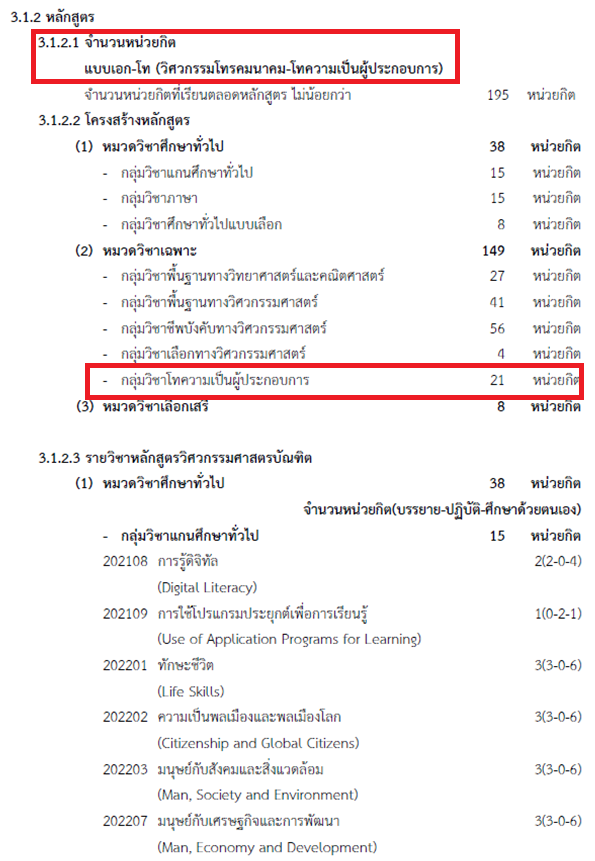 3.1.2 หลักสูตร
3.1.2.1 จำนวนหน่วยกิต
แบบเอก-โท (วิศวกรรมโทรคมนาคม-โทความเป็นผู้ประกอบการ)
จำนวนหน่วยกิตที่เรียนตลอดหลักสูตร ไม่น้อยกว่า 195 หน่วยกิต
3.1.2.2 โครงสร้างหลักสูตร
(1) หมวดวิชาศึกษาทั่วไป 38 หน่วยกิต
- กลุ่มวิชาแกนศึกษาทั่วไป 15 หน่วยกิต
- กลุ่มวิชาภาษา 15 หน่วยกิต
- กลุ่มวิชาศึกษาทั่วไปแบบเลือก 8 หน่วยกิต
(2) หมวดวิชาเฉพาะ 149 หน่วยกิต
- กลุ่มวิชาพื้นฐานทางวิทยาศาสตร์และคณิตศาสตร์ 27 หน่วยกิต
- กลุ่มวิชาพื้นฐานทางวิศวกรรมศาสตร์ 41 หน่วยกิต
- กลุ่มวิชาชีพบังคับทางวิศวกรรมศาสตร์ 56 หน่วยกิต
- กลุ่มวิชาเลือกทางวิศวกรรมศาสตร์ 4 หน่วยกิต
- กลุ่มวิชาโทความเป็นผู้ประกอบการ 21 หน่วยกิต
(3) หมวดวิชาเลือกเสรี 8 หน่วยกิต
3.1.2.3 รายวิชาหลักสูตรวิศวกรรมศาสตรบัณฑิต
(1) หมวดวิชาศึกษาทั่วไป 38 หน่วยกิต
จำนวนหน่วยกิต(บรรยาย-ปฏิบัติ-ศึกษาด้วยตนเอง)
- กลุ่มวิชาแกนศึกษาทั่วไป 15 หน่วยกิต
202108 การรู้ดิจิทัล 2(2-0-4)
(Digital Literacy)
202109 การใช้โปรแกรมประยุกต์เพื่อการเรียนรู้ 1(0-2-1)
(Use of Application Programs for Learning)
202201 ทักษะชีวิต 3(3-0-6)
(Life Skills)
202202 ความเป็นพลเมืองและพลเมืองโลก 3(3-0-6)
(Citizenship and Global Citizens)
202203 มนุษย์กับสังคมและสิ่งแวดล้อม 3(3-0-6)
(Man, Society and Environment)
202207 มนุษย์กับเศรษฐกิจและการพัฒนา 3(3-0-6)
(Man, Economy and Development)